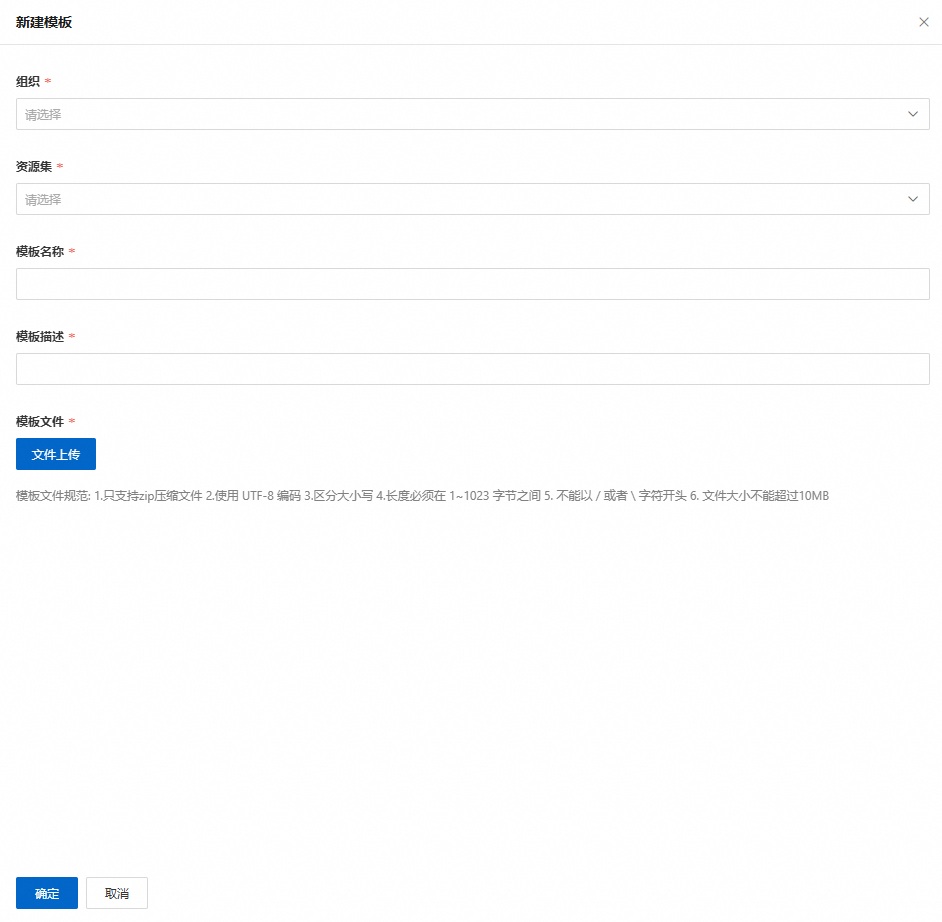 新建模板
组织 *
请选择
资源集 *
请选择
模板名称 *
模板描述 *
模板文件 *
文件上传
模板文件规范: 1.只支持zip压缩文件 2.使用 UTF-8 编码 3.区分大小写 4.长度必须在 1~1023 字节之间 5. 不能以 / 或者 \ 字符开头 6. 文件大小不能超过10MB
确定 取消